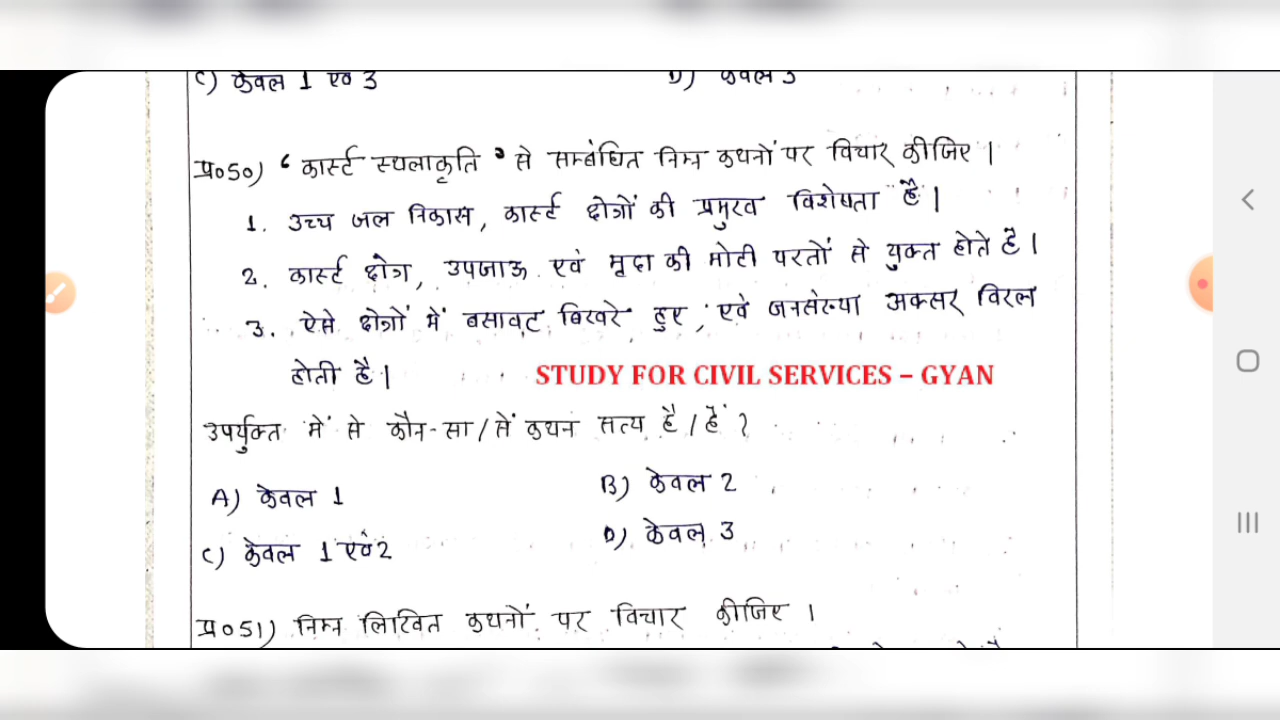 C) केवल 1 एवं 3 D) केवल 3
प्र०50) ‘कार्स्ट स्थलाकृति’ से सम्बंधित निम्न कथनों पर विचार कीजिए।
1. उच्च जल निकास, कार्स्ट क्षेत्रों की प्रमुख विशेषता है।
2. कार्स्ट क्षेत्र, उपजाऊ एवं मृदा की मोटी परतों से युक्त होते हैं।
3. ऐसे क्षेत्रों में बसावट बिखरे हुए, एवं जनसंख्या अक्सर विरल
होती है।
STUDY FOR CIVIL SERVICES – GYAN
उपर्युक्त में से कौन-सा/से कथन सत्य है/हैं?
A) केवल 1 B) केवल 2
C) केवल 1 एवं 2 D) केवल 3
प्र०51) निम्न लिखित कथनों पर विचार कीजिए।